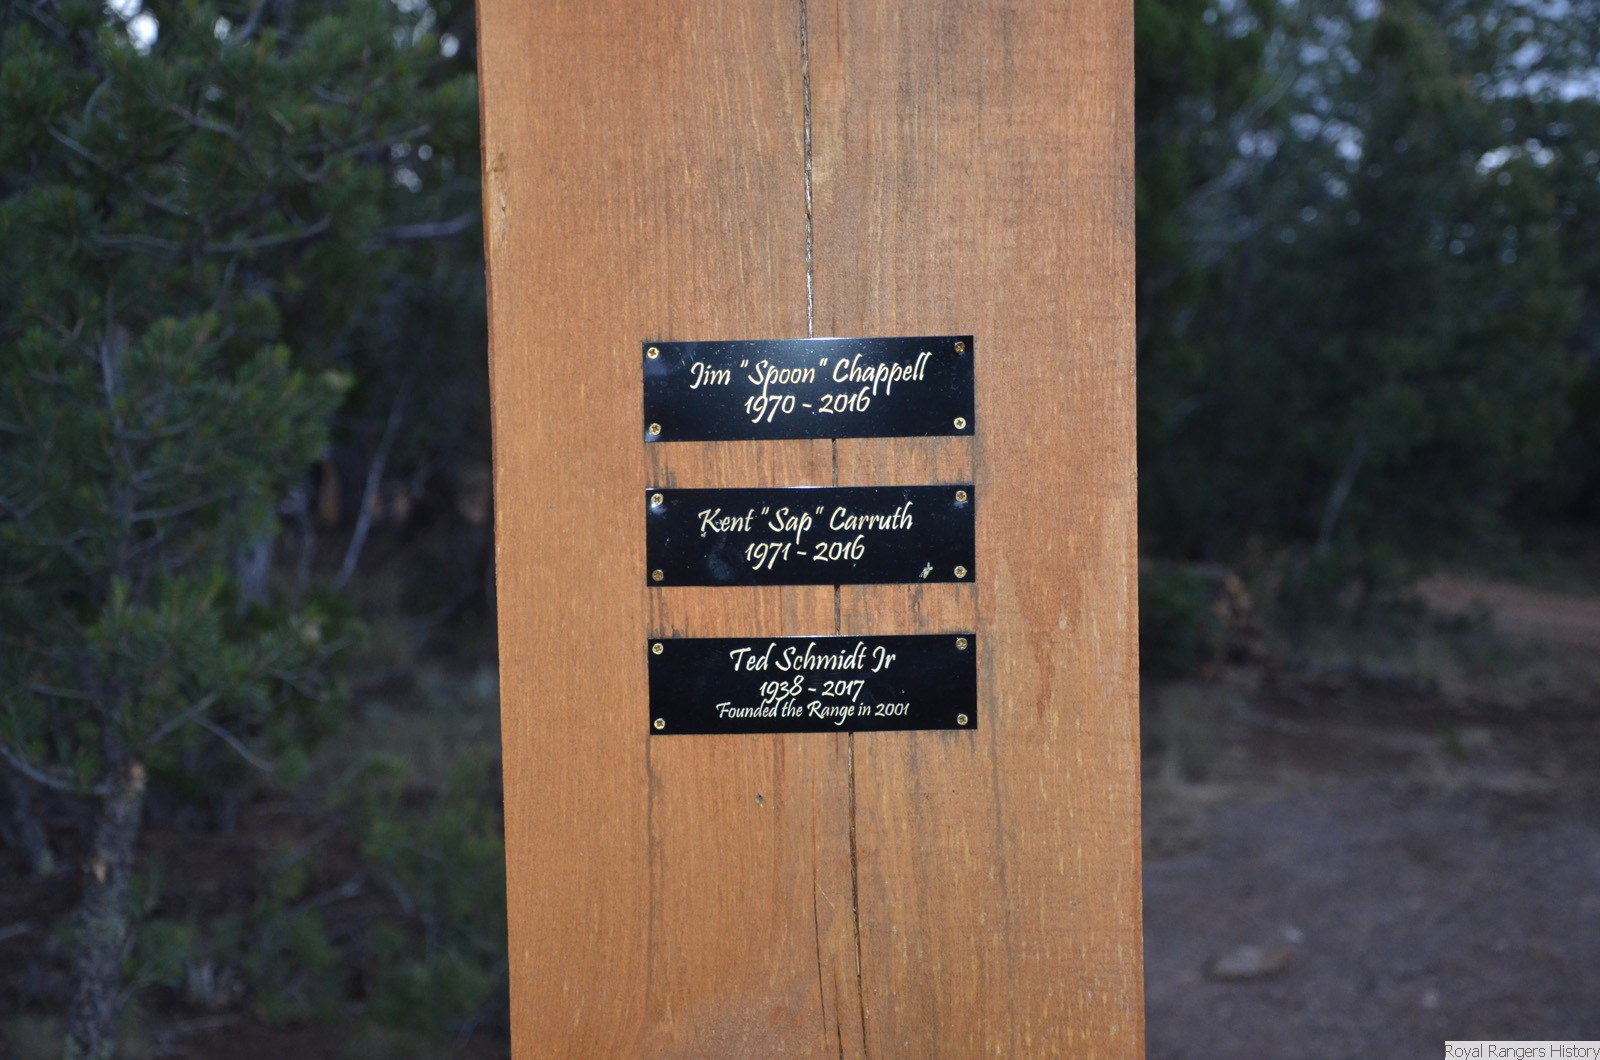 Jim "Spoon" Chappell
1970 - 2016
Kent "Sap" Carruth
1971 - 2016
Ted Schmidt Jr
1938 - 2017
Founded the Range in 2001
Royal Rangers History